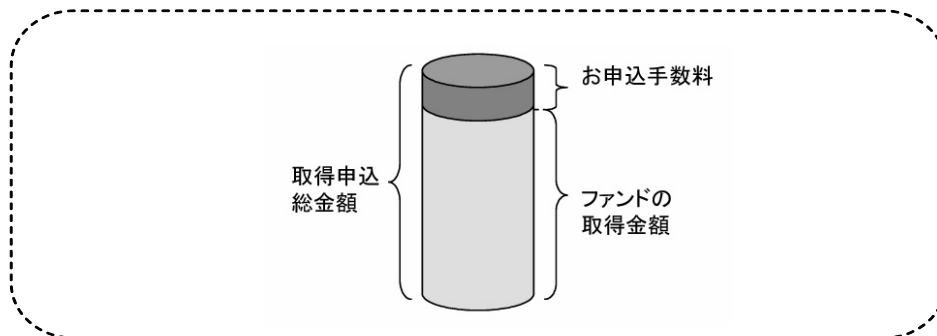 お申込手数料
取得申込
総金額
ファンドの
取得金額